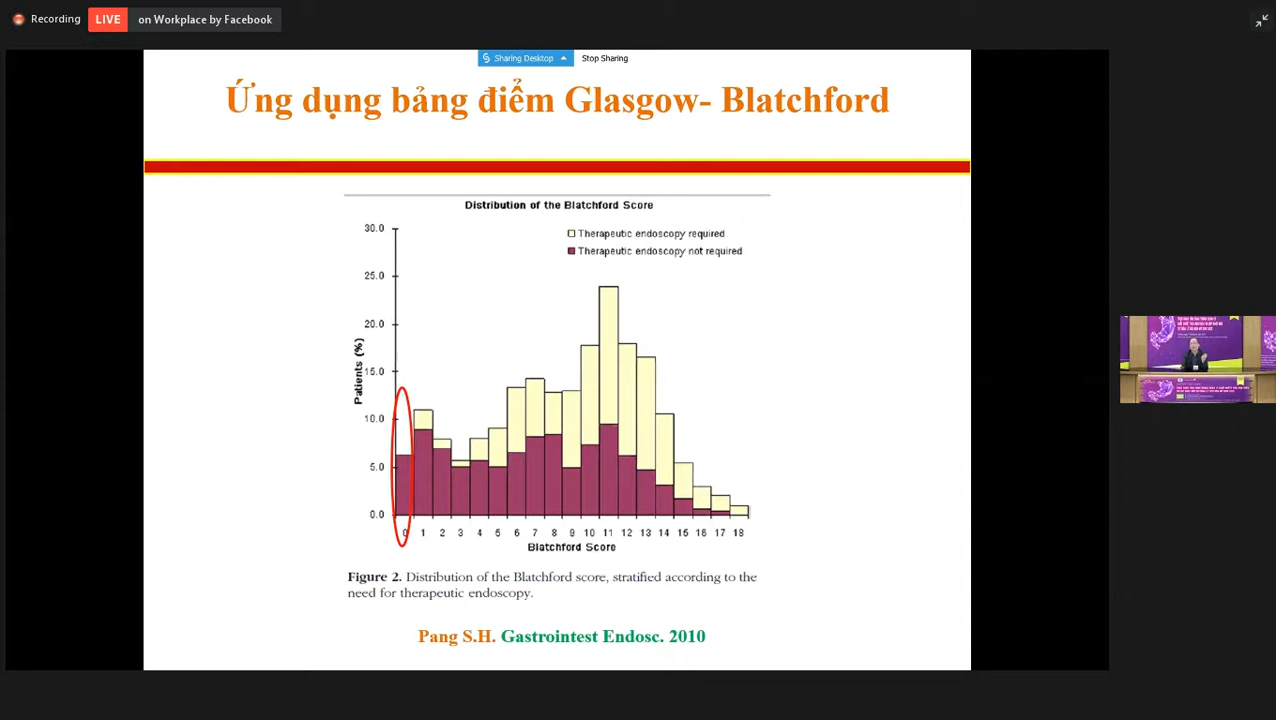 Recording
LIVE
on Workplace by Facebook
Sharing Desktop
Stop Sharing
Ứng dụng bảng điểm Glasgow- Blatchford
Distribution of the Blatchford Score
Therapeutic endoscopy required
Therapeutic endoscopy not required
Patients (%)
30.0
25.0
20.0
15.0
10.0
5.0
0.0
0 1 2 3 4 5 6 7 8 9 10 11 12 13 14 15 16 17 18
Blatchford Score
Figure 2. Distribution of the Blatchford score, stratified according to the
need for therapeutic endoscopy.
Pang S.H. Gastrointest Endosc. 2010